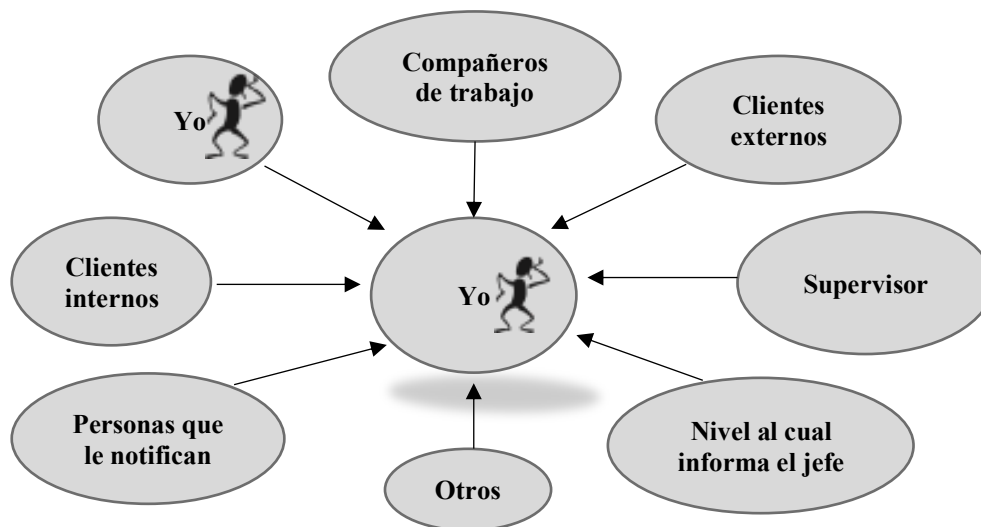 Compañeros
de trabajo
Yo
Clientes
externos
Clientes
internos
Yo
Supervisor
Personas que
le notifican
Nivel al cual
informa el jefe
Otros